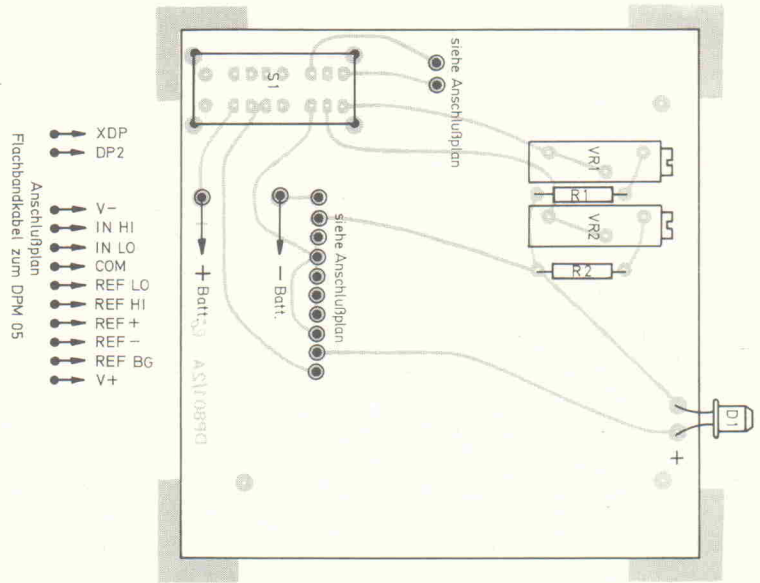 Anschlußplan
Flachbandkabel zum DPM 05
XDP
DP2
V-
IN HI
IN LO
COM
REF LO
REF HI
REF +
REF -
REF BG
V+
S1
siehe Anschlußplan
siehe Anschlußplan
+ Batt.
- Batt.
VR1
R1
VR2
R2
D1
+